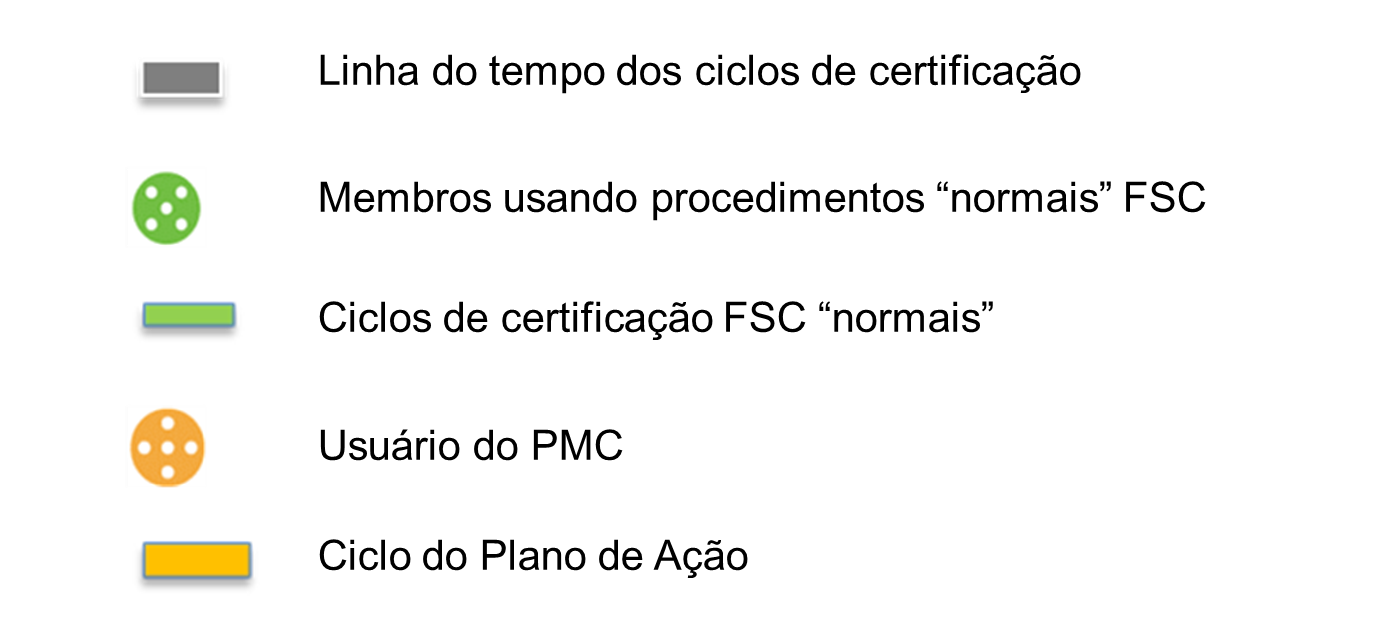 Linha do tempo dos ciclos de certificação
Membros usando procedimentos “normais” FSC
Ciclos de certificação FSC “normais”
Usuário do PMC
Ciclo do Plano de Ação